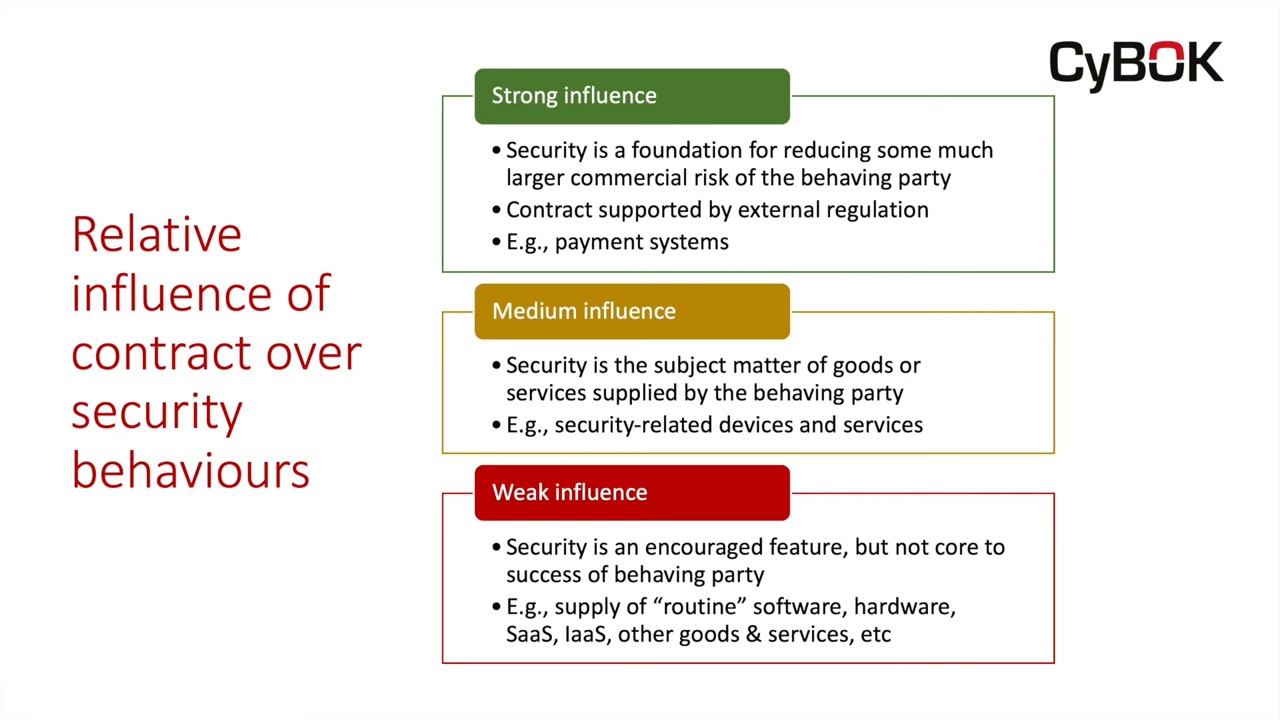 CyBOK
Relative
influence of
contract over
security
behaviours
Strong influence
• Security is a foundation for reducing some much
larger commercial risk of the behaving party
• Contract supported by external regulation
• E.g., payment systems
Medium influence
• Security is the subject matter of goods or
services supplied by the behaving party
• E.g., security-related devices and services
Weak influence
• Security is an encouraged feature, but not core to
success of behaving party
• E.g., supply of “routine” software, hardware,
SaaS, IaaS, other goods & services, etc